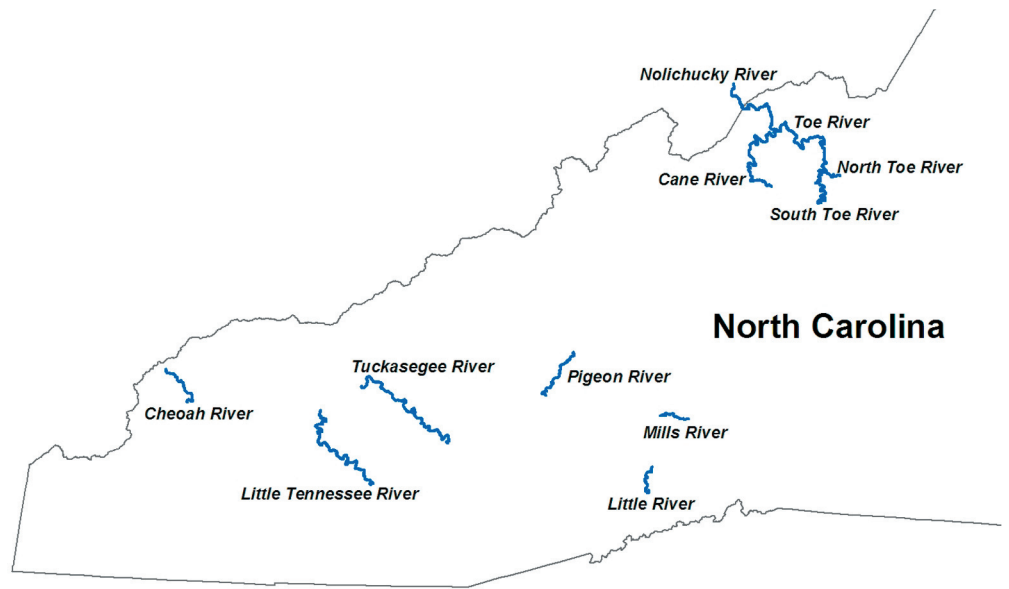 Nolichucky River
Toe River
North Toe River
Cane River
South Toe River
North Carolina
Tuckasegee River
Pigeon River
Cheoah River
Mills River
Little Tennessee River
Little River